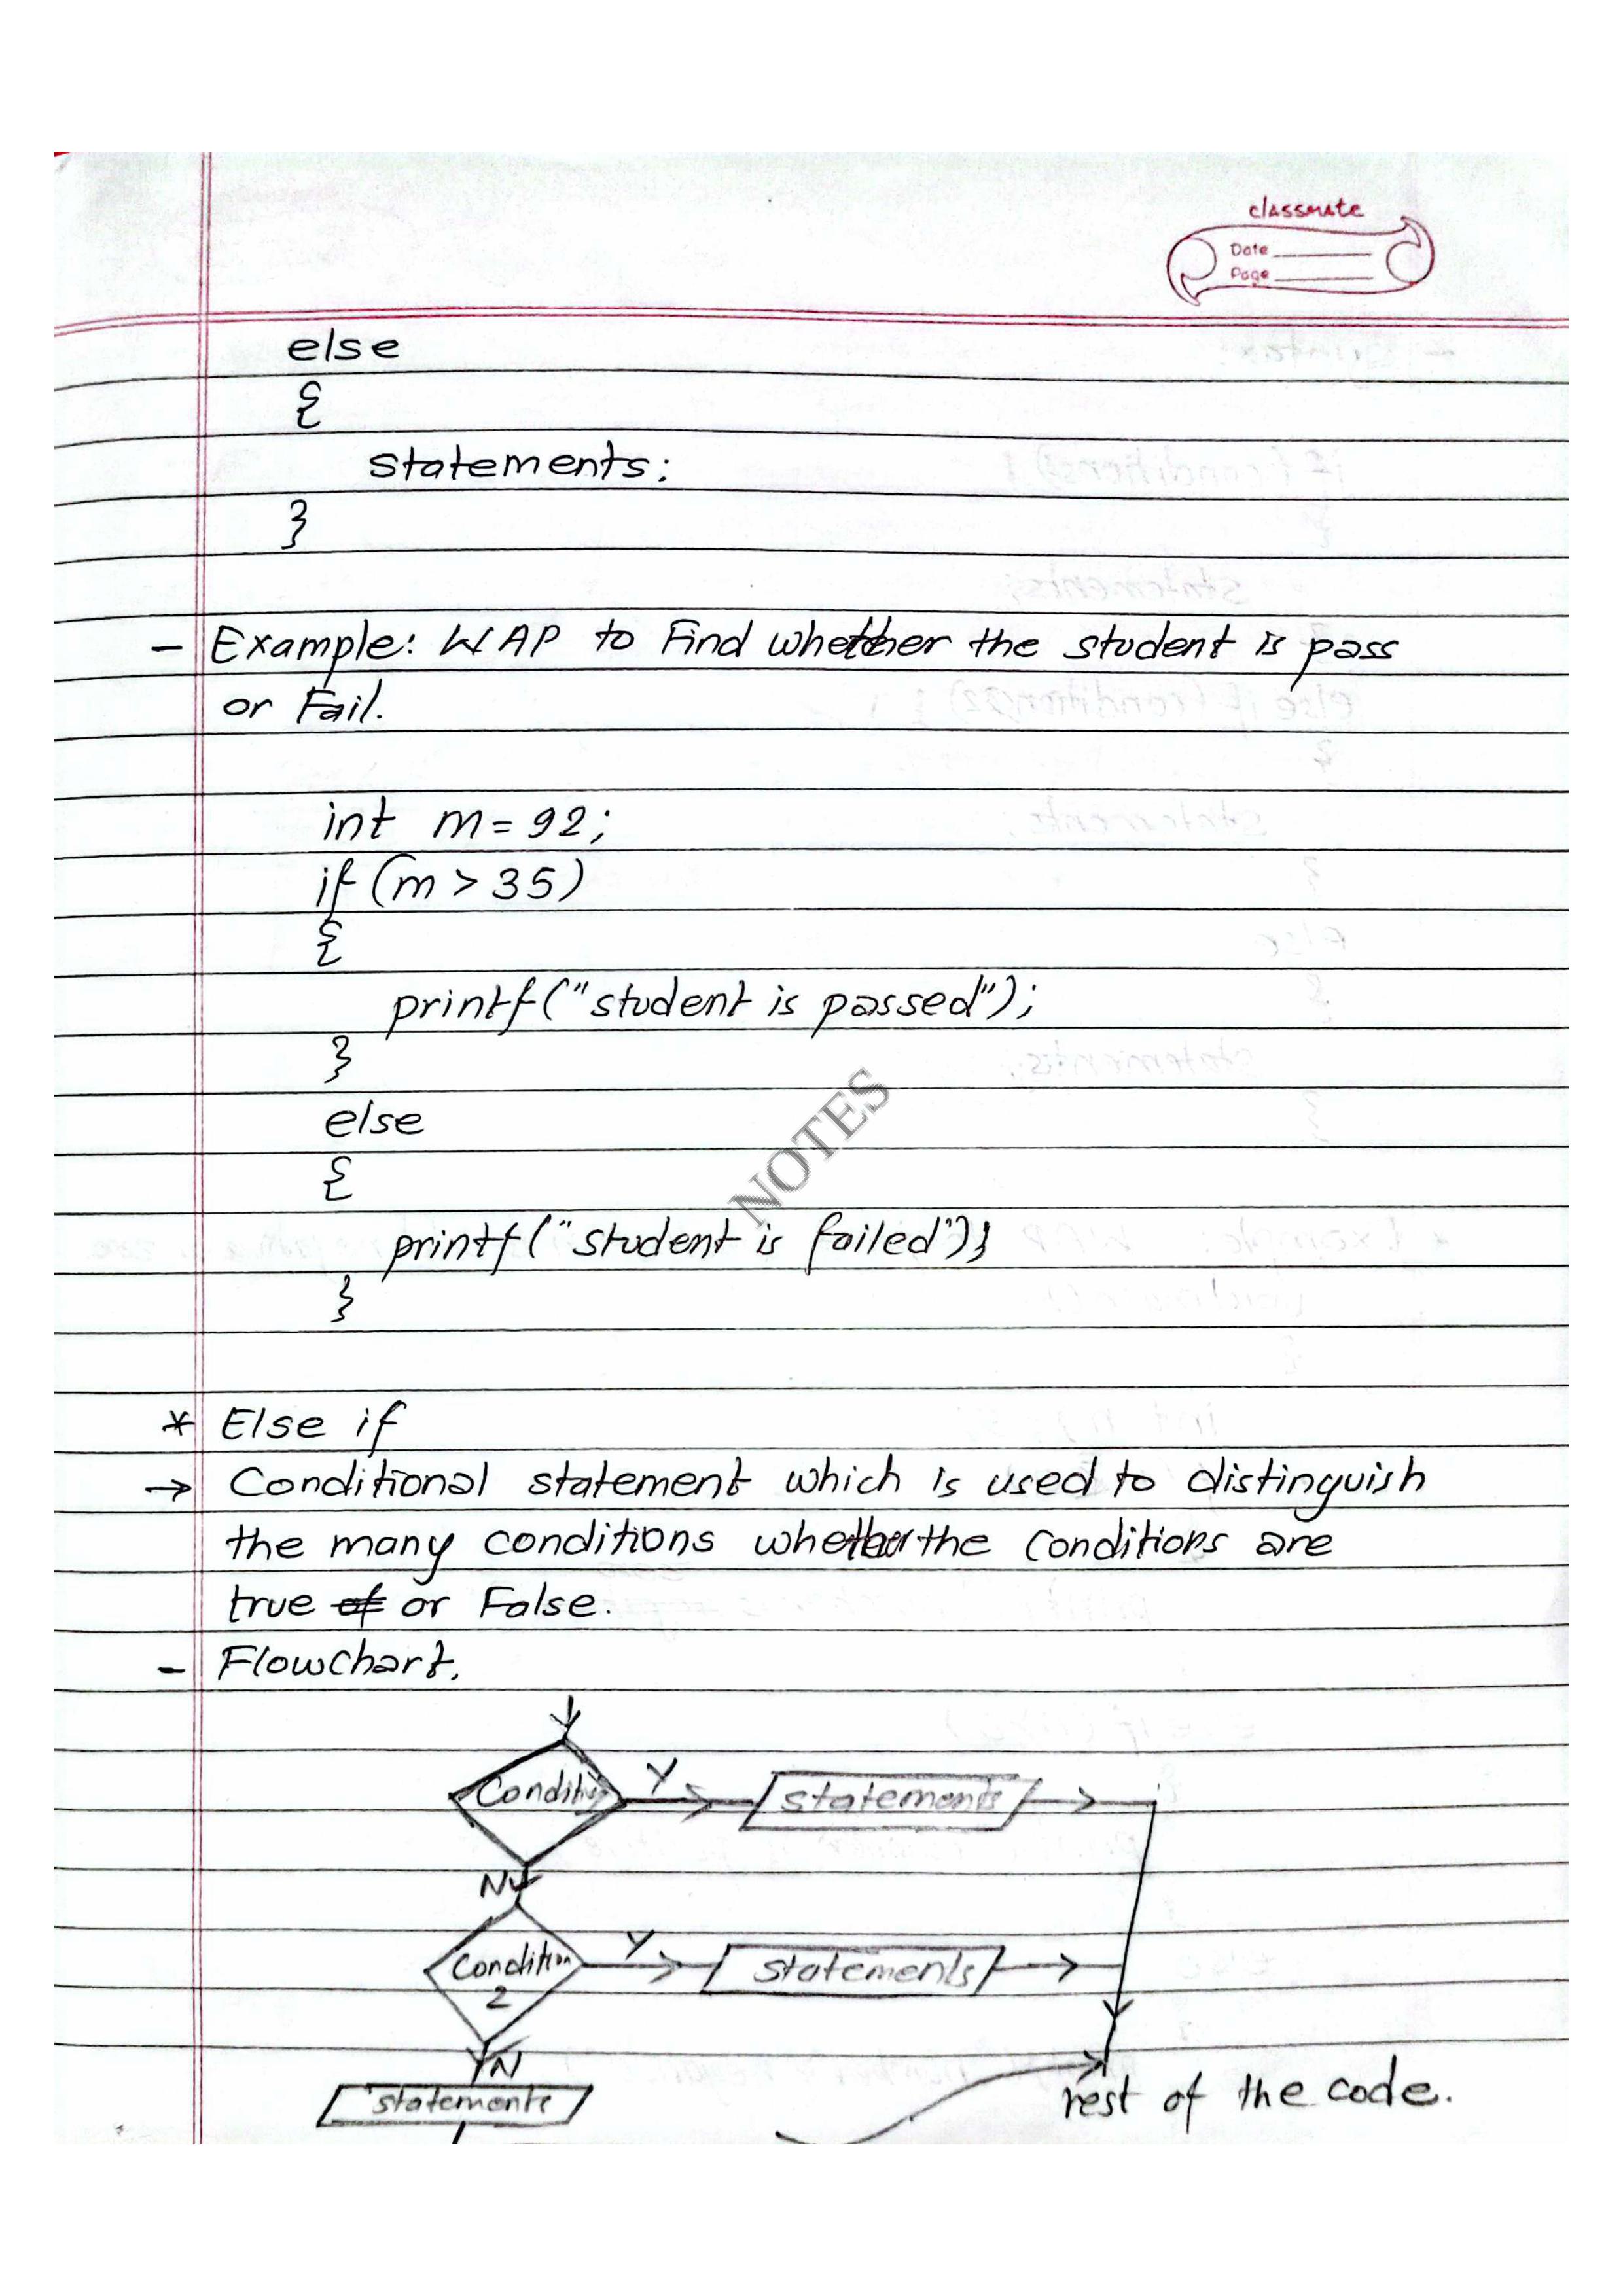 classmate
Date
Page
else
{
statements;
}
- Example: WAP to Find whether the student is pass
or Fail.
int m = 92;
if (m > 35)
{
printf("student is passed");
}
else
{
printf("student is failed");
}
NOTES
* Else if
→ Conditional statement which is used to distinguish
the many conditions whether the conditions are
true of or False.
- Flowchart.
Condition Y statements
N
Condition Y statements
2
N
statements
rest of the code.